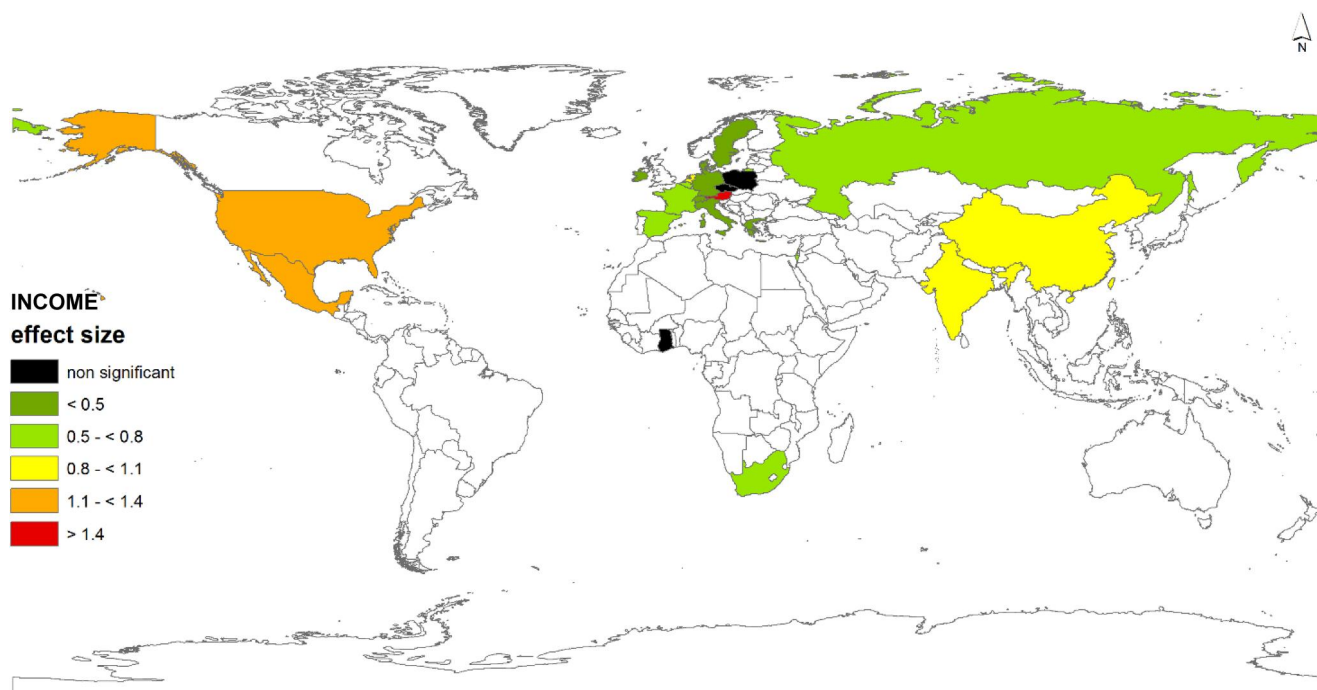 N
INCOME
effect size
non significant
< 0.5
0.5 - < 0.8
0.8 - < 1.1
1.1 - < 1.4
> 1.4